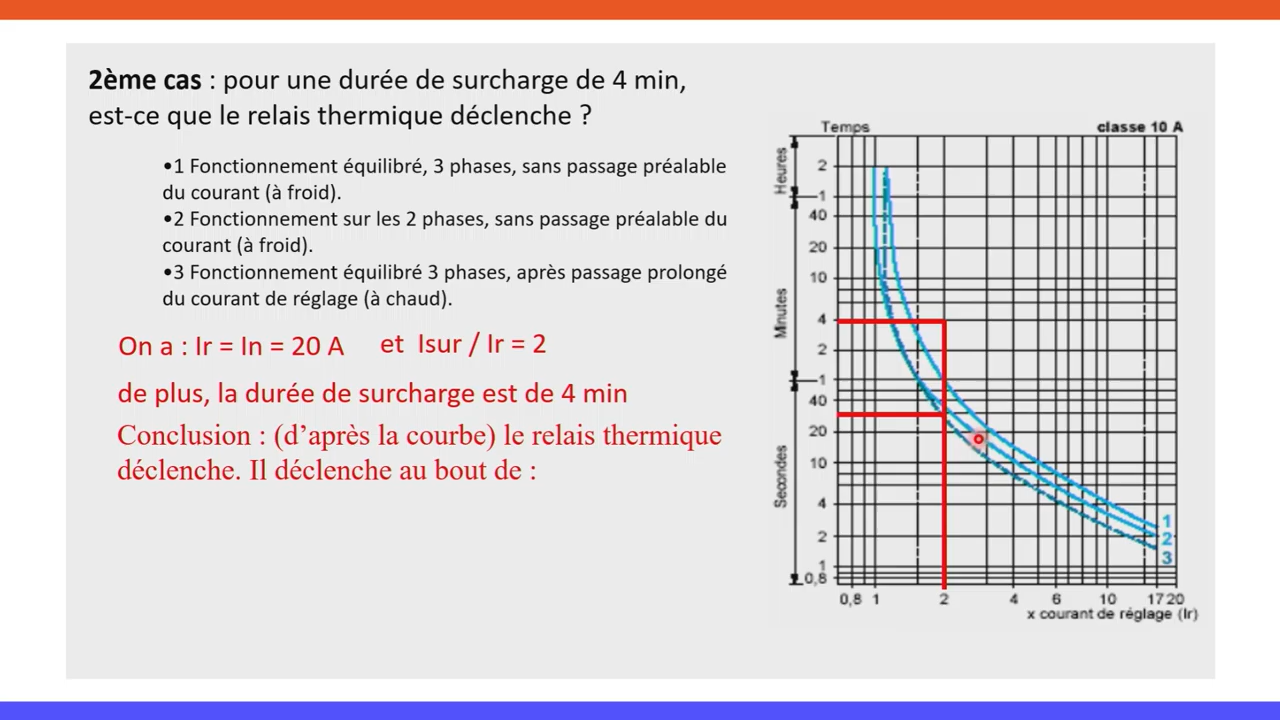 2ème cas : pour une durée de surcharge de 4 min,
est-ce que le relais thermique déclenche ?
•1 Fonctionnement équilibré, 3 phases, sans passage préalable
du courant (à froid).
•2 Fonctionnement sur les 2 phases, sans passage préalable du
courant (à froid).
•3 Fonctionnement équilibré 3 phases, après passage prolongé
du courant de réglage (à chaud).
On a : Ir = In = 20 A et Isur / Ir = 2
de plus, la durée de surcharge est de 4 min
Conclusion : (d’après la courbe) le relais thermique
déclenche. Il déclenche au bout de :
Temps
classe 10 A
Heures
2
1
Minutes
40
20
10
4
2
1
Secondes
40
20
10
4
2
1
0,8
1
2
3
0,8 1 2 4 6 10 17 20
x courant de réglage (Ir)